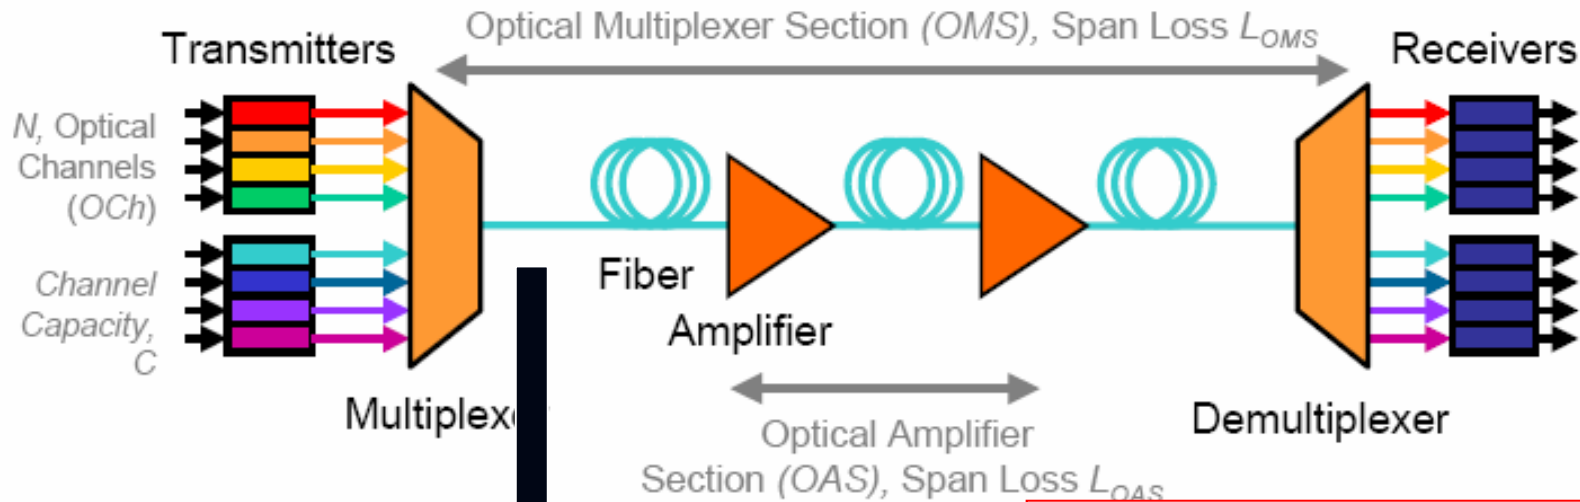 Optical Multiplexer Section (OMS), Span Loss L_OMS
Transmitters
Receivers
N, Optical
Channels
(OCh)
Channel
Capacity,
C
Fiber
Amplifier
Demultiplexer
Optical Amplifier
Section (OAS), Span Loss L_OAS